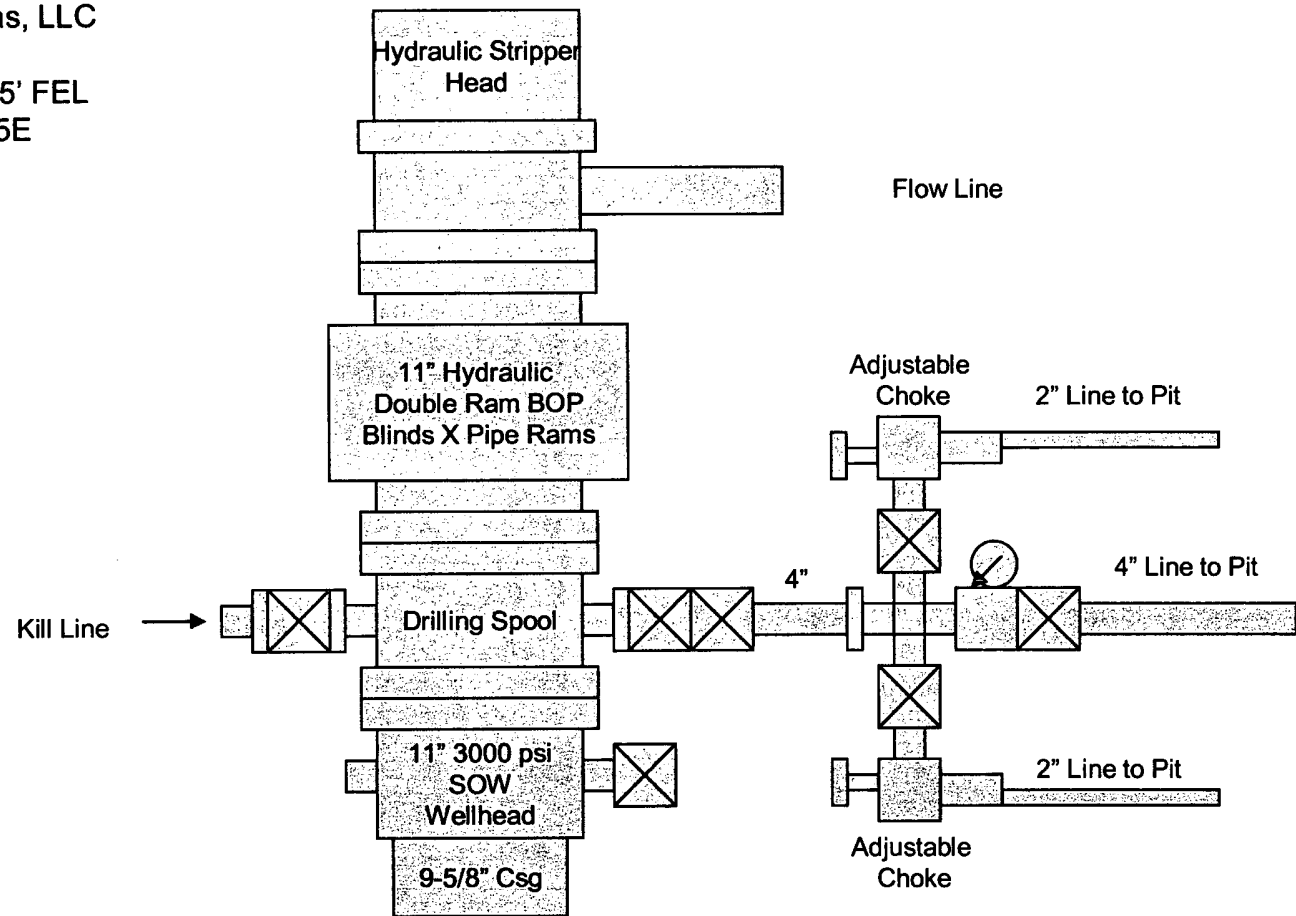 as, LLC
5' FEL
5E
Hydraulic Stripper
Head
Flow Line
11" Hydraulic
Double Ram BOP
Blinds X Pipe Rams
Adjustable
Choke
2" Line to Pit
4"
4" Line to Pit
Kill Line
Drilling Spool
11" 3000 psi
SOW
Wellhead
2" Line to Pit
Adjustable
Choke
9-5/8" Csg